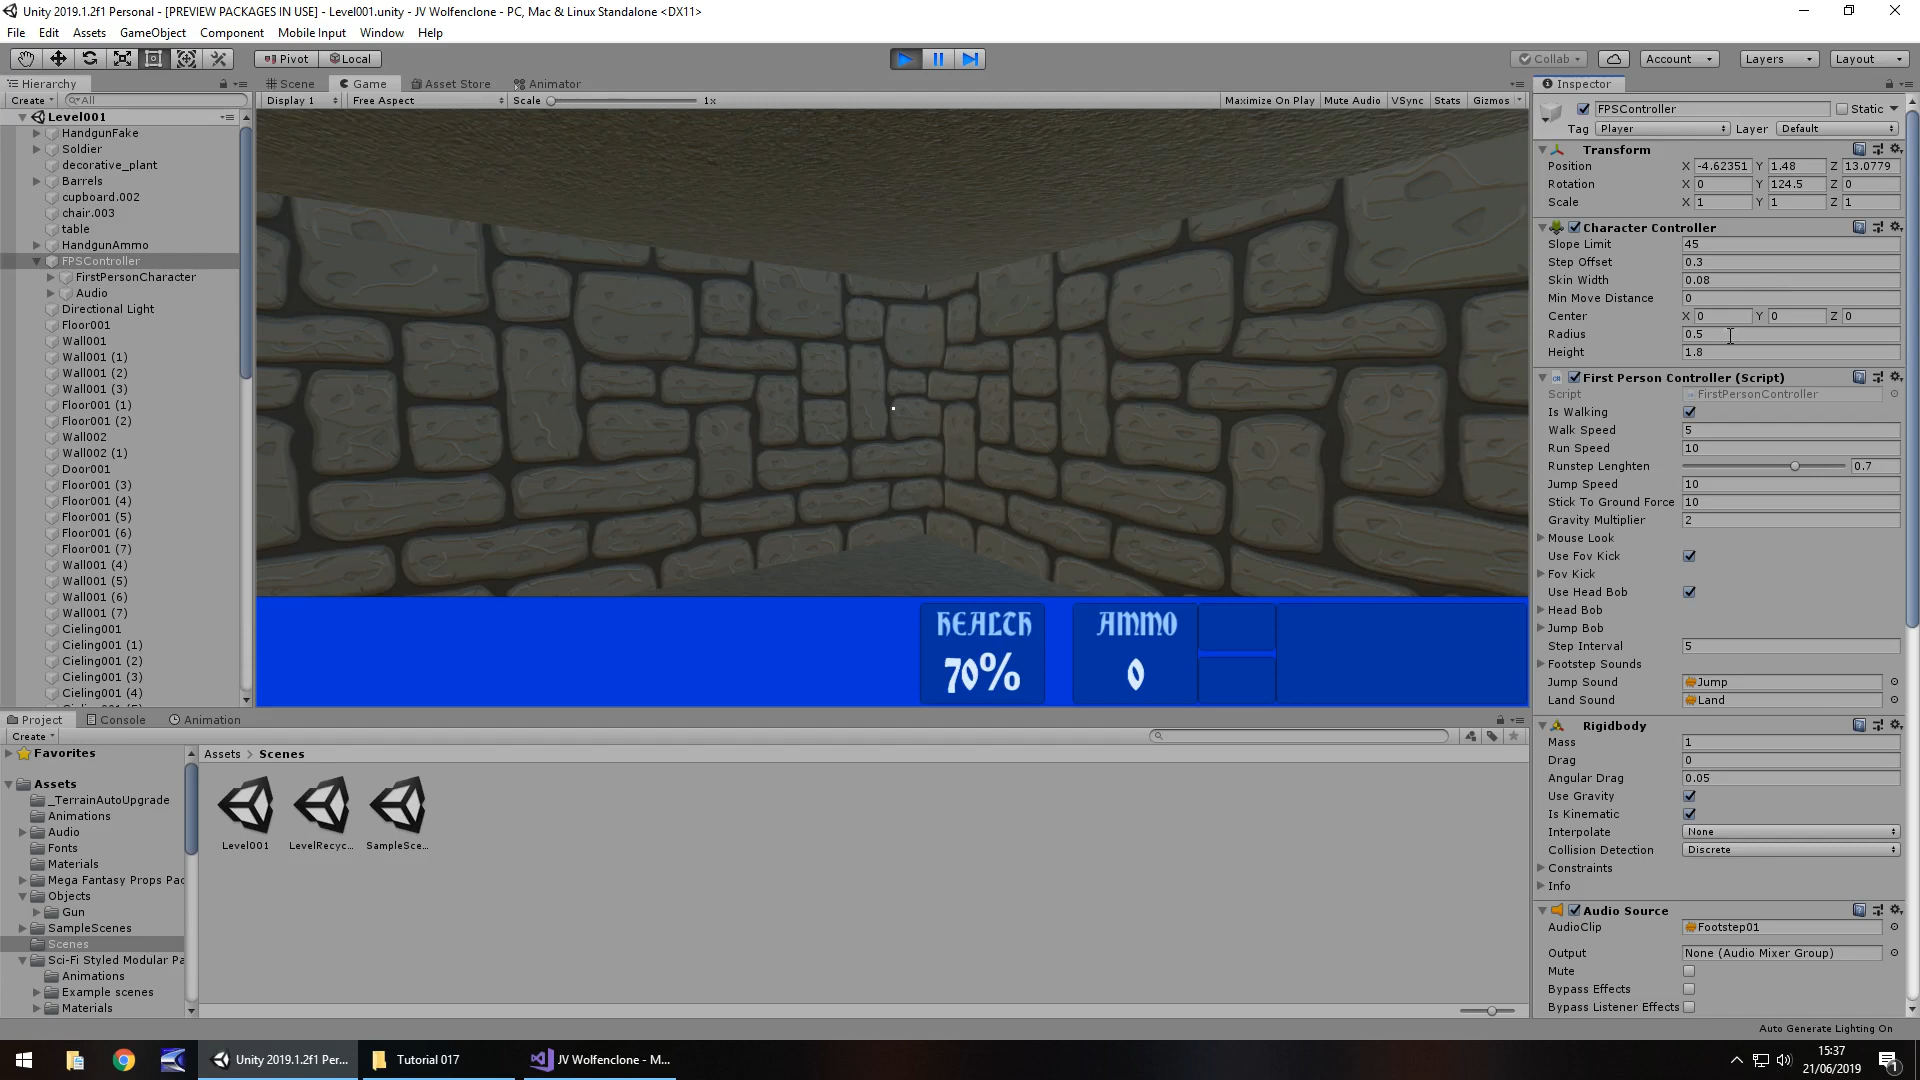 Unity 2019.1.2f1 Personal - [PREVIEW PACKAGES IN USE] - Level001.unity - JV Wolfenclone - PC, Mac & Linux Standalone <DX11>
File Edit Assets GameObject Component Mobile Input Window Help
Pivot Local Collab Account Layers Layout
Hierarchy Scene Game Asset Store Animator Inspector
Create All Display 1 Free Aspect Scale 1x Maximize On Play Mute Audio VSync Stats Gizmos
Level001
HandgunFake
Soldier
decorative_plant
Barrels
cupboard.002
chair.003
table
HandgunAmmo
FPSController
FirstPersonCharacter
Audio
Directional Light
Floor001
Wall001
Wall001 (1)
Wall001 (2)
Wall001 (3)
Floor001 (1)
Floor001 (2)
Wall002
Wall002 (1)
Door001
Floor001 (3)
Floor001 (4)
Floor001 (5)
Floor001 (6)
Floor001 (7)
Wall001 (4)
Wall001 (5)
Wall001 (6)
Wall001 (7)
Cieling001
Cieling001 (1)
Cieling001 (2)
Cieling001 (3)
Cieling001 (4)
HEALTH AMMO
70% 0
FPSController Static
Tag Player Layer Default
Transform
Position X -4.62351 Y 1.48 Z 13.0779
Rotation X 0 Y 124.5 Z 0
Scale X 1 Y 1 Z 1
Character Controller
Slope Limit 45
Step Offset 0.3
Skin Width 0.08
Min Move Distance 0
Center X 0 Y 0 Z 0
Radius 0.5
Height 1.8
First Person Controller (Script)
Script FirstPersonController
Is Walking
Walk Speed 5
Run Speed 10
Runstep Lenghten 0.7
Jump Speed 10
Stick To Ground Force 10
Gravity Multiplier 2
Mouse Look
Use Fov Kick
Fov Kick
Use Head Bob
Head Bob
Jump Bob
Step Interval 5
Footstep Sounds
Jump Sound Jump
Land Sound Land
Rigidbody
Mass 1
Drag 0
Angular Drag 0.05
Use Gravity
Is Kinematic
Interpolate None
Collision Detection Discrete
Constraints
Info
Audio Source
AudioClip Footstep01
Output None (Audio Mixer Group)
Mute
Bypass Effects
Bypass Listener Effects
Project Console Animation
Create
Favorites
Assets
_TerrainAutoUpgrade
Animations
Audio
Fonts
Materials
Mega Fantasy Props Pac
Objects
Gun
SampleScenes
Scenes
Sci-Fi Styled Modular Pa
Animations
Example scenes
Materials
Assets > Scenes
Level001 LevelRecyc... SampleSce...
Auto Generate Lighting On
Unity 2019.1.2f1 Per... Tutorial 017 JV Wolfenclone - M...
15:37
21/06/2019
1